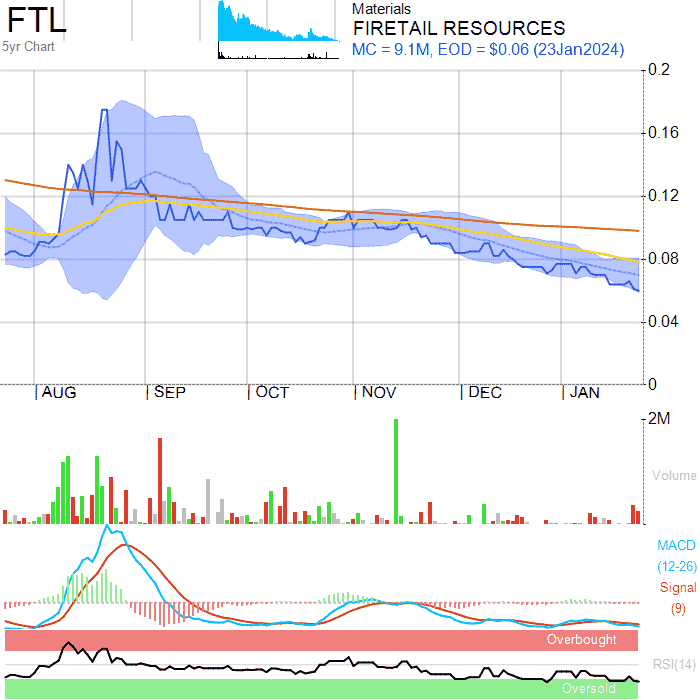 FTL
5yr Chart
Materials
FIRETAIL RESOURCES
MC = 9.1M, EOD = $0.06 (23Jan2024)
0.2
0.16
0.12
0.08
0.04
0
AUG SEP OCT NOV DEC JAN
2M
Volume
MACD
(12-26)
Signal
(9)
Overbought
RSI(14)
Oversold